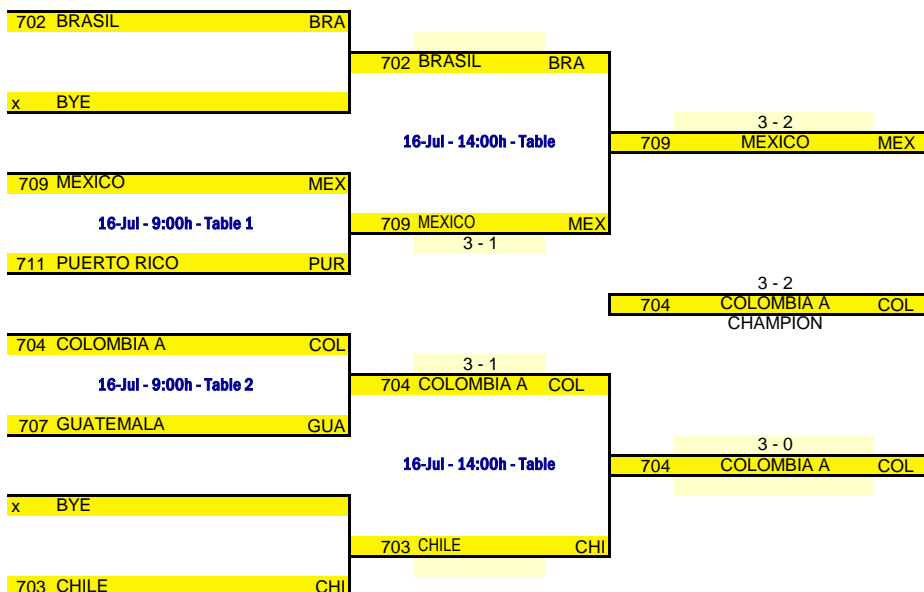 702 BRASIL BRA
702 BRASIL BRA
x BYE
3 - 2
16-Jul - 14:00h - Table
709 MEXICO MEX
709 MEXICO MEX
16-Jul - 9:00h - Table 1
709 MEXICO MEX
3 - 1
711 PUERTO RICO PUR
3 - 2
704 COLOMBIA A COL
CHAMPION
704 COLOMBIA A COL
3 - 1
16-Jul - 9:00h - Table 2
704 COLOMBIA A COL
707 GUATEMALA GUA
3 - 0
16-Jul - 14:00h - Table
704 COLOMBIA A COL
x BYE
703 CHILE CHI
703 CHILE CHI